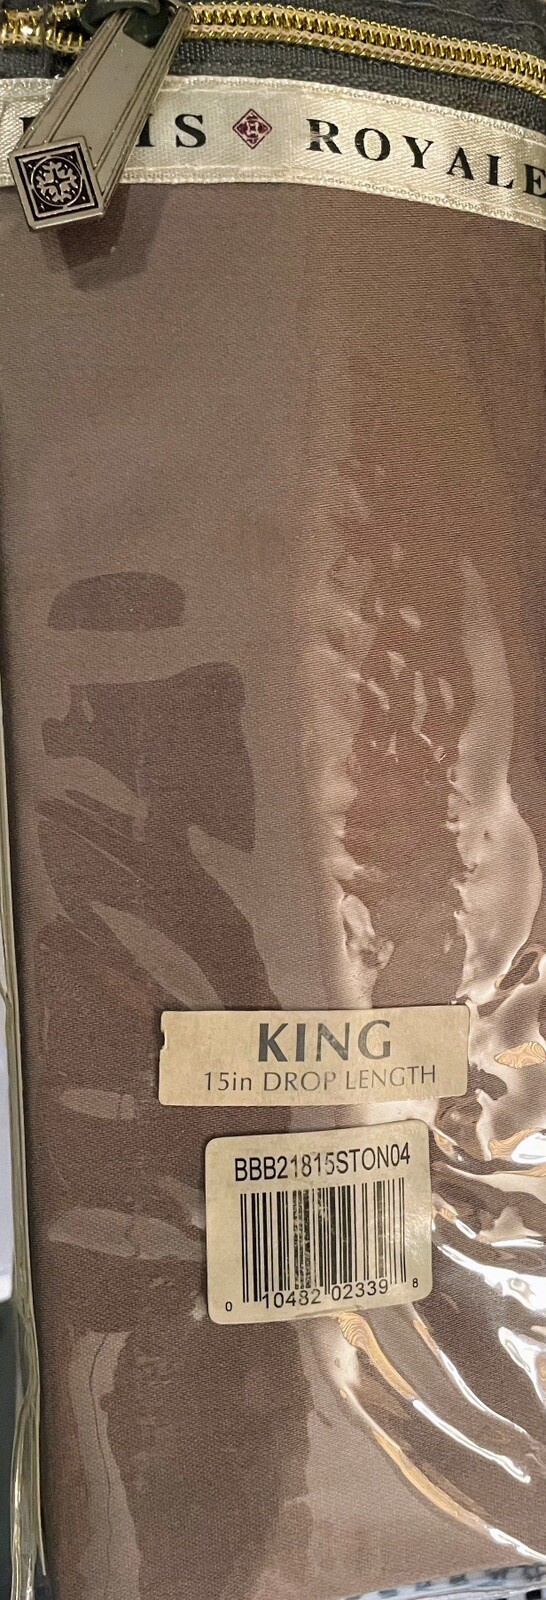 ROYALE
KING
15in DROP LENGTH
BBB21815STON04
0 10482 02339 8